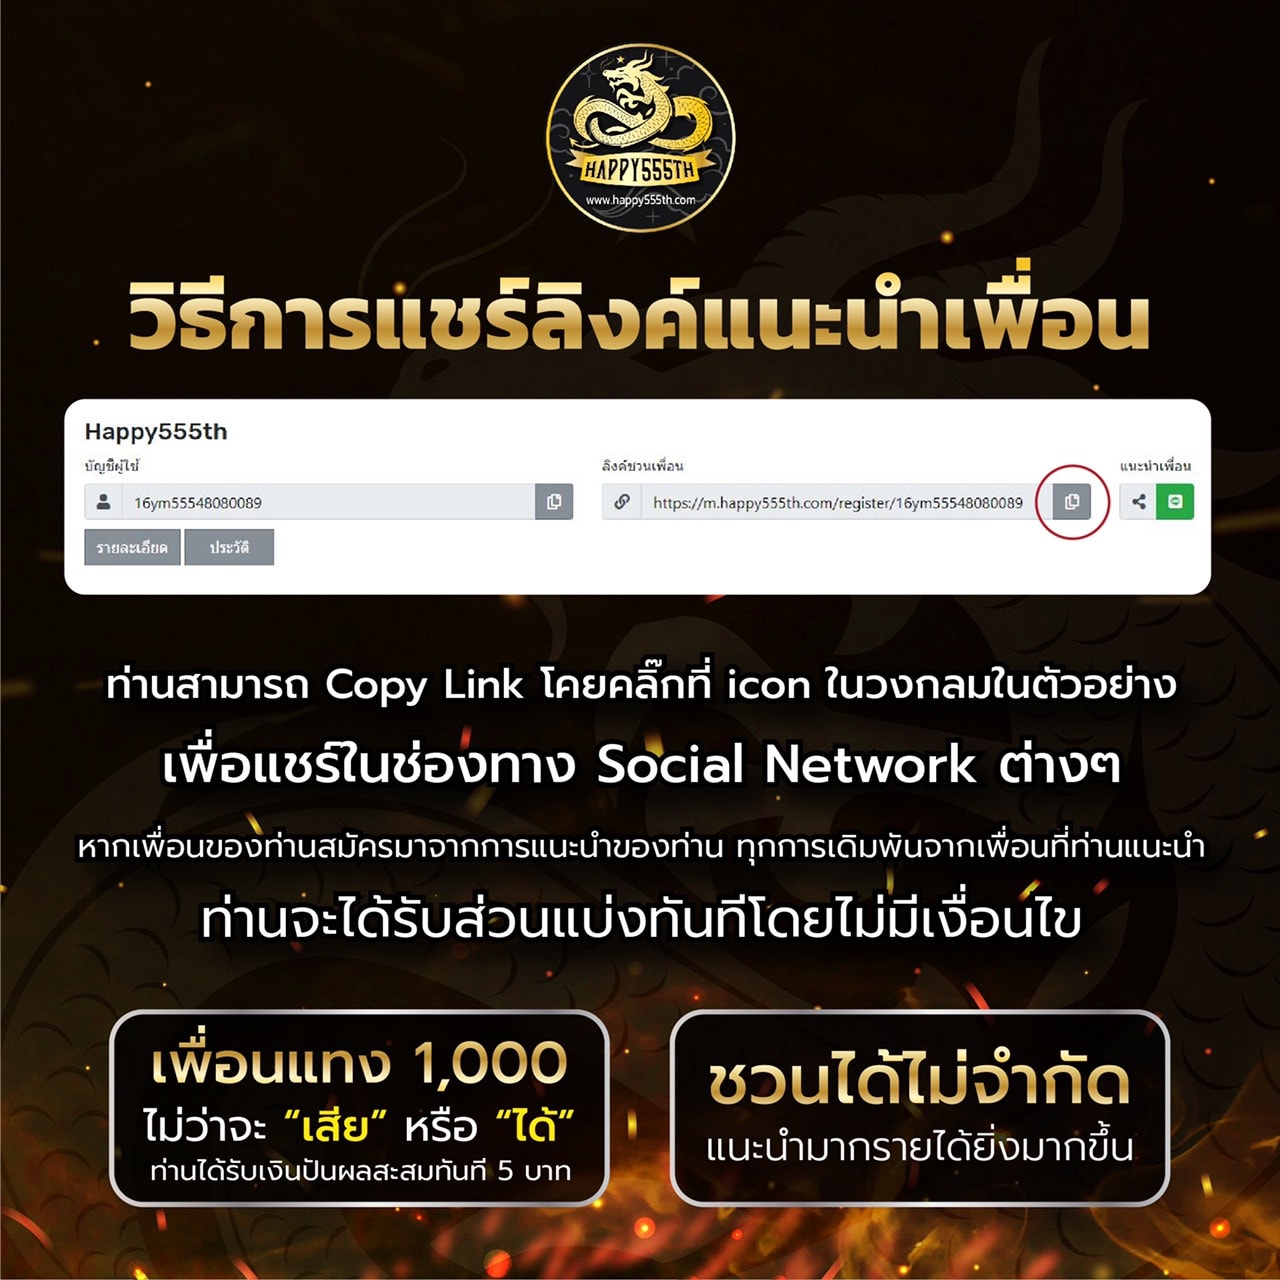 HAPPY555TH
www.happy555th.com
วิธีการแชร์ลิงค์แนะนำเพื่อน
Happy555th
บัญชีผู้ใช้
16ym55548080089
ลิงค์ชวนเพื่อน
https://m.happy555th.com/register/16ym55548080089
แนะนำเพื่อน
รายละเอียด
ประวัติ
ท่านสามารถ Copy Link โคยคลิ๊กที่ icon ในวงกลมในตัวอย่าง
เพื่อแชร์ในช่องทาง Social Network ต่างๆ
หากเพื่อนของท่านสมัครมาจากการแนะนำของท่าน ทุกการเดิมพันจากเพื่อนที่ท่านแนะนำ
ท่านจะได้รับส่วนแบ่งทันทีโดยไม่มีเงื่อนไข
เพื่อนแทง 1,000
ไม่ว่าจะ “เสีย” หรือ “ได้”
ท่านได้รับเงินปันผลสะสมทันที 5 บาท
ชวนได้ไม่จำกัด
แนะนำมากรายได้ยิ่งมากขึ้น